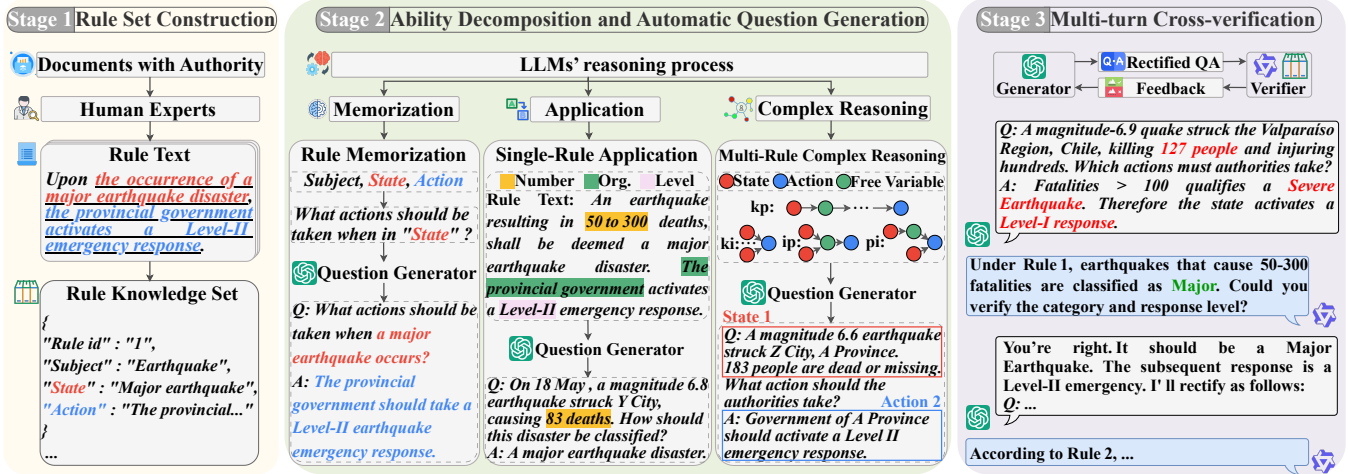 Stage 1 Rule Set Construction
Documents with Authority
Human Experts
Rule Text
Upon the occurrence of a
major earthquake disaster,
the provincial government
activates a Level-II
emergency response.
Rule Knowledge Set
{
"Rule id" : "1",
"Subject" : "Earthquake",
"State" : "Major earthquake",
"Action" : "The provincial..."
}
...
Stage 2 Ability Decomposition and Automatic Question Generation
LLMs' reasoning process
Memorization
Rule Memorization
Subject, State, Action
What actions should be
taken when in "State" ?
Question Generator
Q: What actions should be
taken when a major
earthquake occurs?
A: The provincial
government should take a
Level-II earthquake
emergency response.
Application
Single-Rule Application
Number Org. Level
Rule Text: An earthquake
resulting in 50 to 300 deaths,
shall be deemed a major
earthquake disaster. The
provincial government activates
a Level-II emergency response.
Question Generator
Q: On 18 May , a magnitude 6.8
earthquake struck Y City,
causing 83 deaths. How should
this disaster be classified?
A: A major earthquake disaster.
Complex Reasoning
Multi-Rule Complex Reasoning
State Action Free Variable
kp: ...
ki: ... ip: pi:
Question Generator
State 1
Q: A magnitude 6.6 earthquake
struck Z City, A Province.
183 people are dead or missing.
What action should the
authorities take? Action 2
A: Government of A Province
should activate a Level II
emergency response.
Stage 3 Multi-turn Cross-verification
Generator
Q·A Rectified QA
Feedback
Verifier
Q: A magnitude-6.9 quake struck the Valparaíso
Region, Chile, killing 127 people and injuring
hundreds. Which actions must authorities take?
A: Fatalities > 100 qualifies a Severe
Earthquake. Therefore the state activates a
Level-I response.
Under Rule 1, earthquakes that cause 50-300
fatalities are classified as Major. Could you
verify the category and response level?
You're right. It should be a Major
Earthquake. The subsequent response is a
Level-II emergency. I' ll rectify as follows:
Q: ...
According to Rule 2, ...